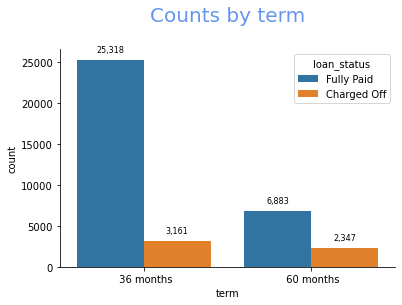 Counts by term
loan_status
Fully Paid
Charged Off
25,318
3,161
6,883
2,347
25000
20000
15000
10000
5000
0
count
36 months
60 months
term